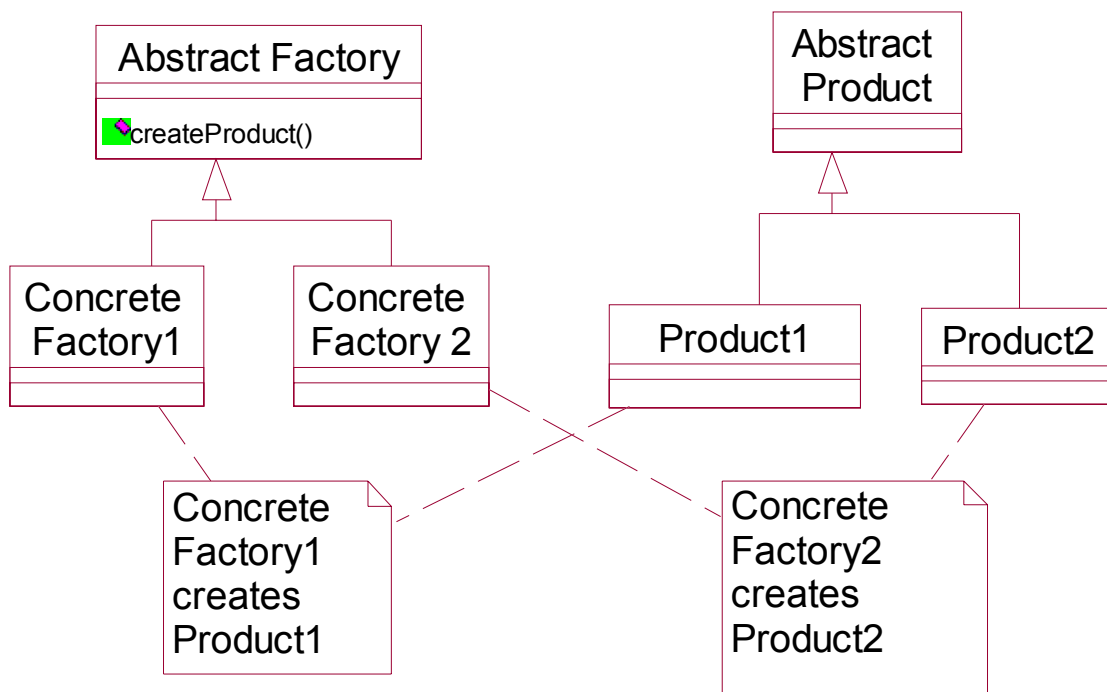 Abstract Factory
createProduct()
Abstract
Product
Concrete
Factory1
Concrete
Factory 2
Product1
Product2
Concrete
Factory1
creates
Product1
Concrete
Factory2
creates
Product2